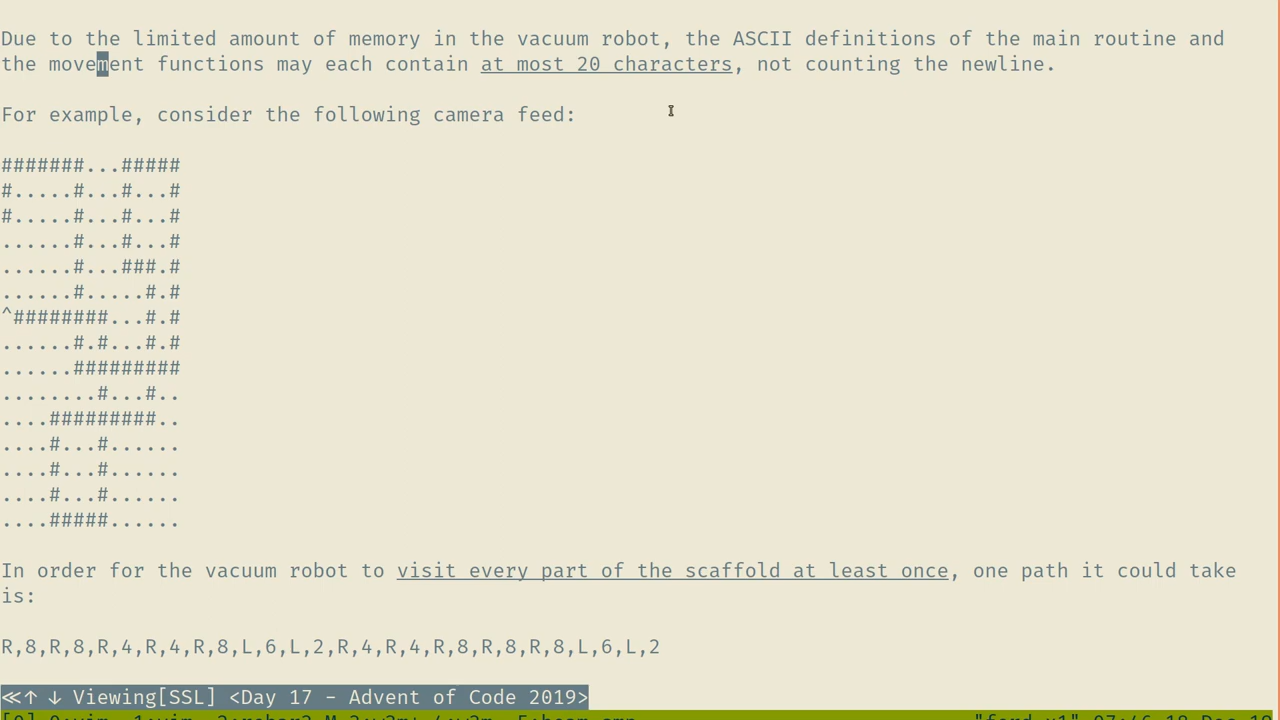 Due to the limited amount of memory in the vacuum robot, the ASCII definitions of the main routine and
the movement functions may each contain at most 20 characters, not counting the newline.
For example, consider the following camera feed:
#######...#####
#.....#...#...#
#.....#...#...#
......#...#...#
......#...###.#
......#.....#.#
^########...#.#
......#.#...#.#
......#########
........#...#..
....#########..
....#...#......
....#...#......
....#...#......
....#####......
In order for the vacuum robot to visit every part of the scaffold at least once, one path it could take
is:
R,8,R,8,R,4,R,4,R,8,L,6,L,2,R,4,R,4,R,8,R,8,R,8,L,6,L,2
≪↑ ↓ Viewing[SSL] <Day 17 - Advent of Code 2019>